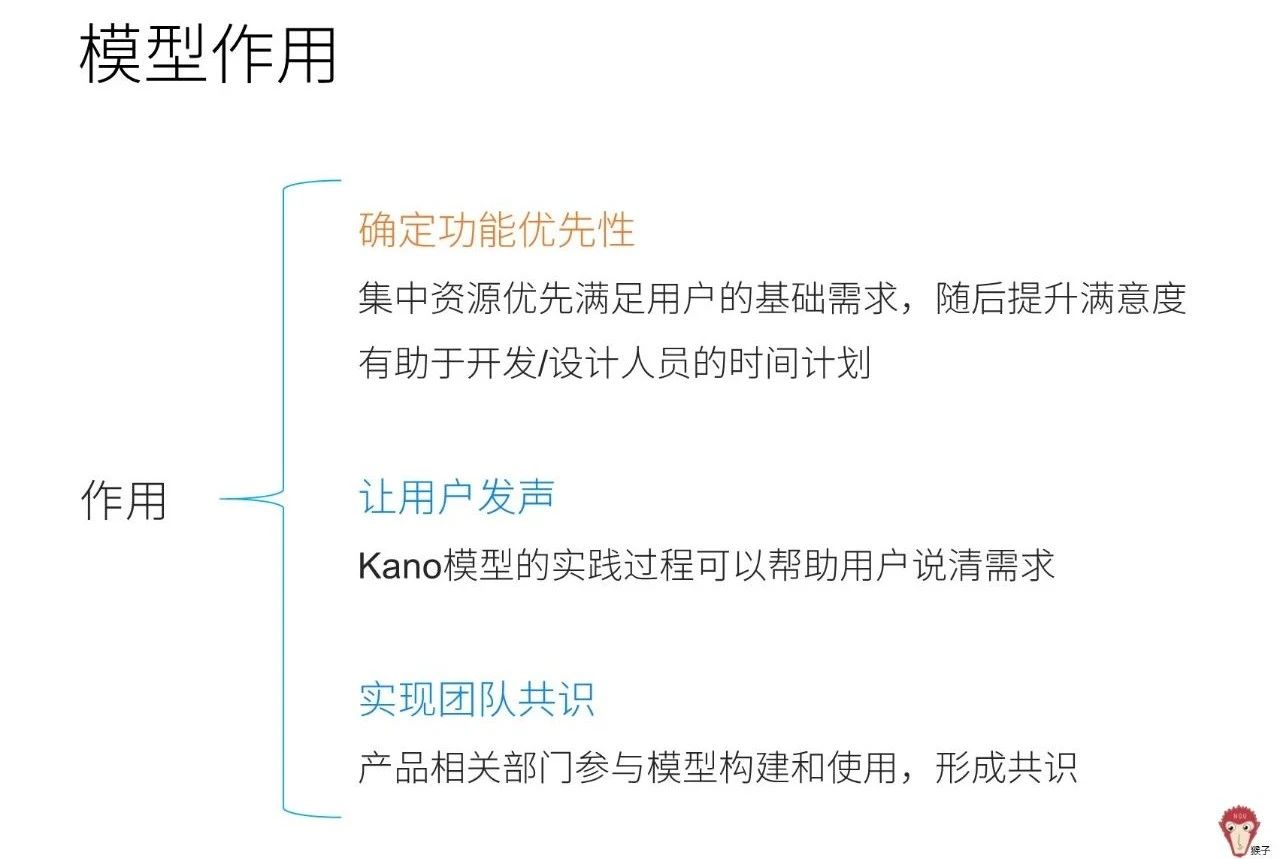 模型作用
确定功能优先性
集中资源优先满足用户的基础需求，随后提升满意度
有助于开发/设计人员的时间计划
作用
让用户发声
Kano模型的实践过程可以帮助用户说清需求
实现团队共识
产品相关部门参与模型构建和使用，形成共识
猴子